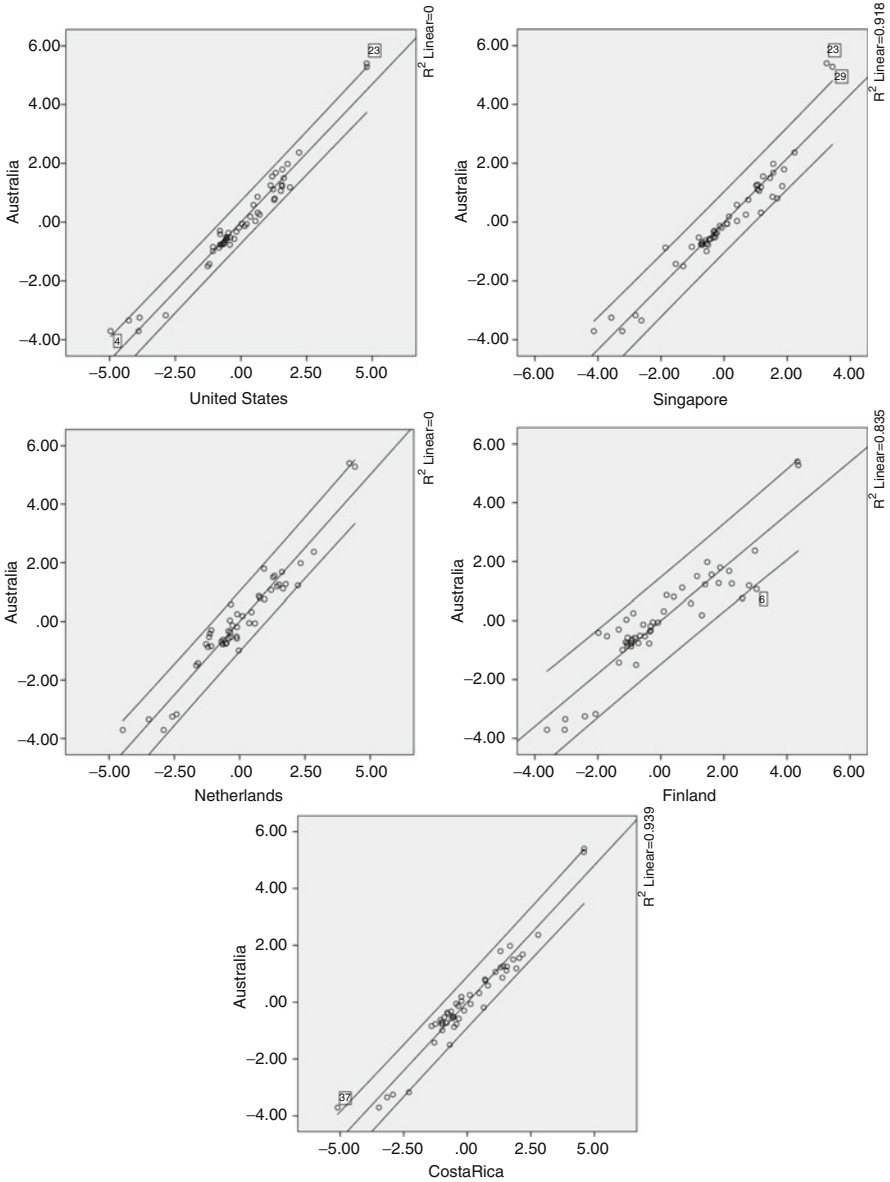 R² Linear=0
6.00
4.00
2.00
.00
−2.00
−4.00
Australia
23
4
−5.00 −2.50 .00 2.50 5.00
United States
R² Linear=0.918
6.00
4.00
2.00
.00
−2.00
−4.00
Australia
23
29
−6.00 −4.00 −2.00 .00 2.00 4.00
Singapore
R² Linear=0
6.00
4.00
2.00
.00
−2.00
−4.00
Australia
−5.00 −2.50 .00 2.50 5.00
Netherlands
R² Linear=0.835
6.00
4.00
2.00
.00
−2.00
−4.00
Australia
6
−4.00 −2.00 .00 2.00 4.00 6.00
Finland
R² Linear=0.939
6.00
4.00
2.00
.00
−2.00
−4.00
Australia
37
−5.00 −2.50 .00 2.50 5.00
CostaRica